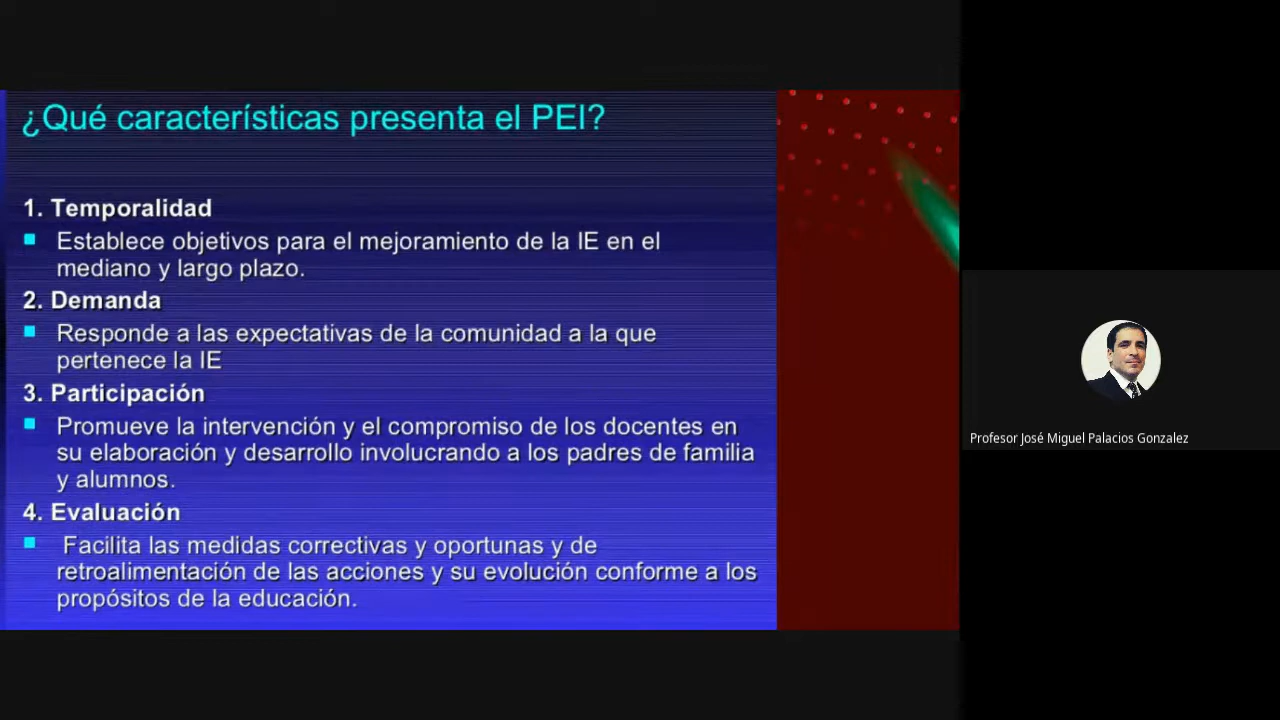 ¿Qué características presenta el PEI?
1. Temporalidad
Establece objetivos para el mejoramiento de la IE en el
mediano y largo plazo.
2. Demanda
Responde a las expectativas de la comunidad a la que
pertenece la IE
3. Participación
Promueve la intervención y el compromiso de los docentes en
su elaboración y desarrollo involucrando a los padres de familia
y alumnos.
4. Evaluación
Facilita las medidas correctivas y oportunas y de
retroalimentación de las acciones y su evolución conforme a los
propósitos de la educación.
Profesor José Miguel Palacios Gonzalez